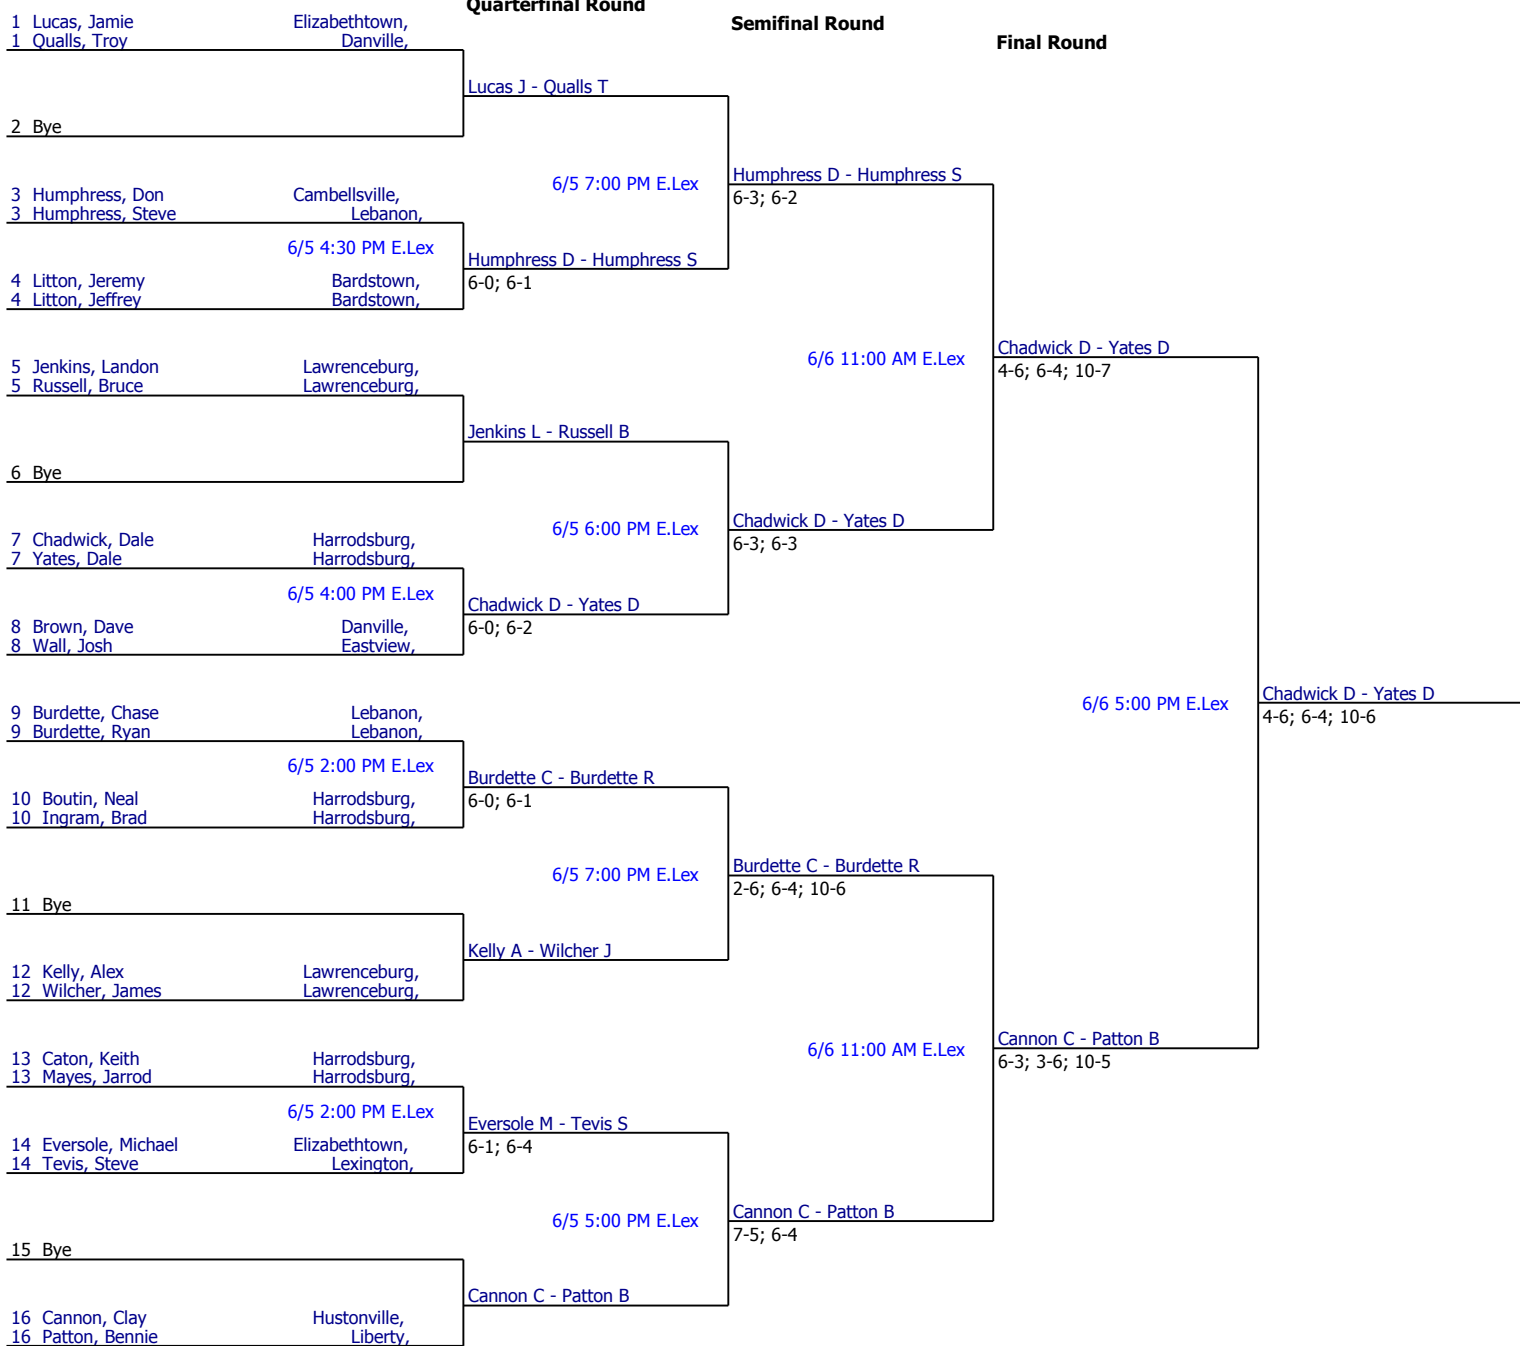 Quarterfinal Round
Semifinal Round
Final Round
1 Lucas, Jamie Elizabethtown,
1 Qualls, Troy Danville,
Lucas J - Qualls T
2 Bye
6/5 7:00 PM E.Lex
Humphress D - Humphress S
6-3; 6-2
3 Humphress, Don Cambellsville,
3 Humphress, Steve Lebanon,
6/5 4:30 PM E.Lex
Humphress D - Humphress S
6-0; 6-1
4 Litton, Jeremy Bardstown,
4 Litton, Jeffrey Bardstown,
6/6 11:00 AM E.Lex
Chadwick D - Yates D
4-6; 6-4; 10-7
5 Jenkins, Landon Lawrenceburg,
5 Russell, Bruce Lawrenceburg,
Jenkins L - Russell B
6 Bye
6/5 6:00 PM E.Lex
Chadwick D - Yates D
6-3; 6-3
7 Chadwick, Dale Harrodsburg,
7 Yates, Dale Harrodsburg,
6/5 4:00 PM E.Lex
Chadwick D - Yates D
6-0; 6-2
8 Brown, Dave Danville,
8 Wall, Josh Eastview,
6/6 5:00 PM E.Lex
Chadwick D - Yates D
4-6; 6-4; 10-6
9 Burdette, Chase Lebanon,
9 Burdette, Ryan Lebanon,
6/5 2:00 PM E.Lex
Burdette C - Burdette R
6-0; 6-1
10 Boutin, Neal Harrodsburg,
10 Ingram, Brad Harrodsburg,
6/5 7:00 PM E.Lex
Burdette C - Burdette R
2-6; 6-4; 10-6
11 Bye
Kelly A - Wilcher J
12 Kelly, Alex Lawrenceburg,
12 Wilcher, James Lawrenceburg,
6/6 11:00 AM E.Lex
Cannon C - Patton B
6-3; 3-6; 10-5
13 Caton, Keith Harrodsburg,
13 Mayes, Jarrod Harrodsburg,
6/5 2:00 PM E.Lex
Eversole M - Tevis S
6-1; 6-4
14 Eversole, Michael Elizabethtown,
14 Tevis, Steve Lexington,
6/5 5:00 PM E.Lex
Cannon C - Patton B
7-5; 6-4
15 Bye
Cannon C - Patton B
16 Cannon, Clay Hustonville,
16 Patton, Bennie Liberty,